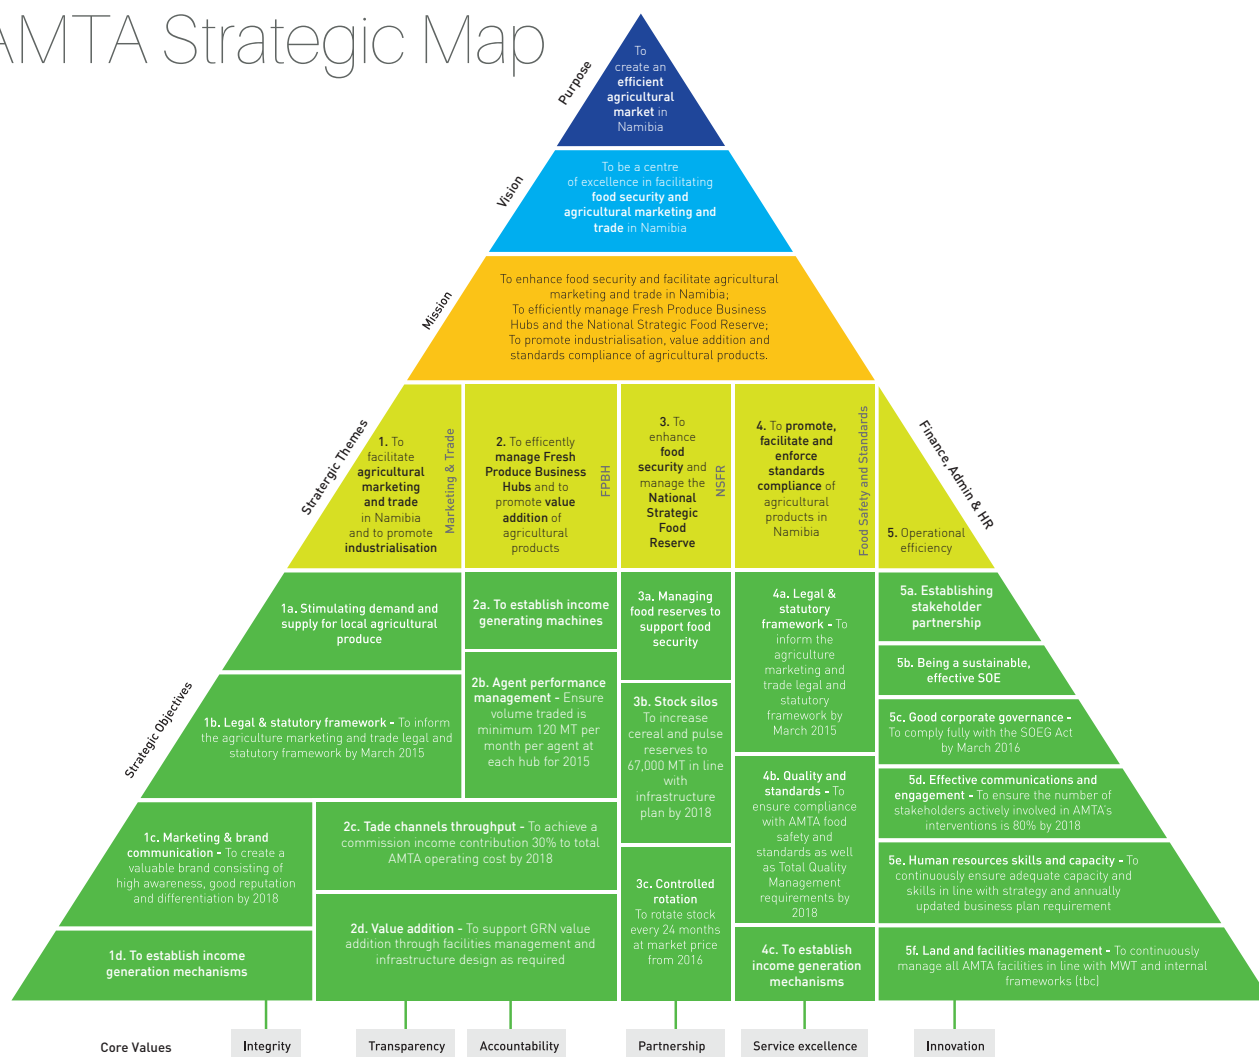 AMTA Strategic Map
Purpose
To
create an
efficient
agricultural
market in
Namibia
Vision
To be a centre
of excellence in facilitating
food security and
agricultural marketing and
trade in Namibia
Mission
To enhance food security and facilitate agricultural
marketing and trade in Namibia;
To efficiently manage Fresh Produce Business
Hubs and the National Strategic Food Reserve;
To promote industrialisation, value addition and
standards compliance of agricultural products.
Stratergic Themes
1. To
facilitate
agricultural
marketing
and trade
in Namibia
and to promote
industrialisation
Marketing & Trade
2. To efficently
manage Fresh
Produce Business
Hubs and to
promote value
addition of
agricultural
products
FPBH
3. To
enhance
food
security and
manage the
National
Strategic
Food
Reserve
NSFR
4. To promote,
facilitate and
enforce
standards
compliance of
agricultural
products in
Namibia
Food Safety and Standards
5. Operational
efficiency
Finance, Admin & HR
Strategic Objectives
1a. Stimulating demand and
supply for local agricultural
produce
1b. Legal & statutory framework - To inform
the agriculture marketing and trade legal and
statutory framework by March 2015
1c. Marketing & brand
communication - To create a
valuable brand consisting of
high awareness, good reputation
and differentiation by 2018
1d. To establish income
generation mechanisms
2a. To establish income
generating machines
2b. Agent performance
management - Ensure
volume traded is
minimum 120 MT per
month per agent at
each hub for 2015
2c. Tade channels throughput - To achieve a
commission income contribution 30% to total
AMTA operating cost by 2018
2d. Value addition - To support GRN value
addition through facilities management and
infrastructure design as required
3a. Managing
food reserves to
support food
security
3b. Stock silos
To increase
cereal and pulse
reserves to
67,000 MT in line
with
infrastructure
plan by 2018
3c. Controlled
rotation
To rotate stock
every 24 months
at market price
from 2016
4a. Legal &
statutory
framework - To
inform the
agriculture
marketing and
trade legal and
statutory
framework by
March 2015
4b. Quality and
standards - To
ensure compliance
with AMTA food
safety and
standards as well
as Total Quality
Management
requirements by
2018
4c. To establish
income generation
mechanisms
5a. Establishing
stakeholder
partnership
5b. Being a sustainable,
effective SOE
5c. Good corporate governance -
To comply fully with the SOEG Act
by March 2016
5d. Effective communications and
engagement - To ensure the number of
stakeholders actively involved in AMTA's
interventions is 80% by 2018
5e. Human resources skills and capacity - To
continuously ensure adequate capacity and
skills in line with strategy and annually
updated business plan requirement
5f. Land and facilities management - To continuously
manage all AMTA facilities in line with MWT and internal
frameworks (tbc)
Core Values
Integrity
Transparency
Accountability
Partnership
Service excellence
Innovation